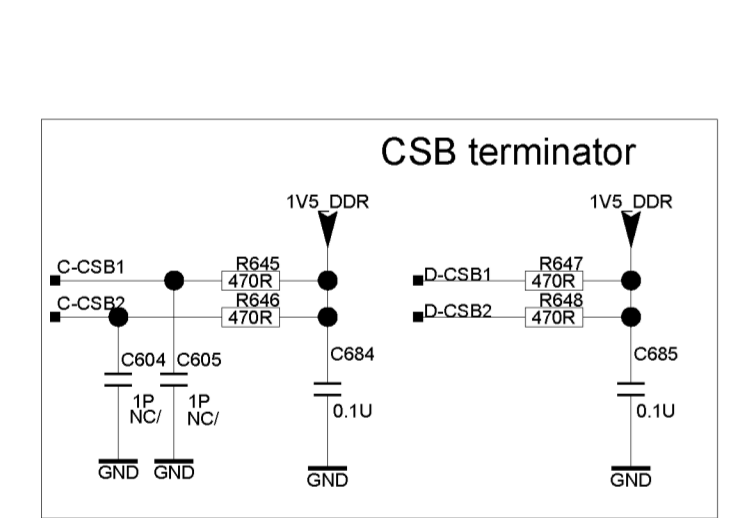 CSB terminator
1V5_DDR
1V5_DDR
C-CSB1
R645
470R
D-CSB1
R647
470R
C-CSB2
R646
470R
D-CSB2
R648
470R
C604
C605
C684
C685
1P
NC/
1P
NC/
0.1U
0.1U
GND
GND
GND
GND